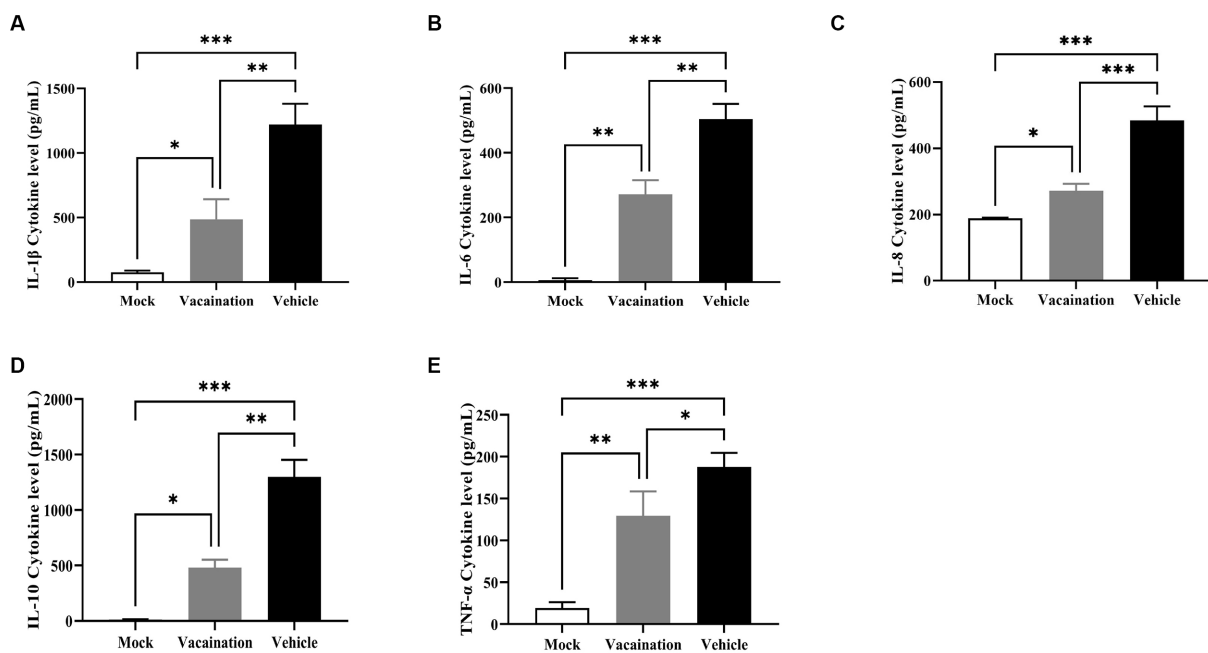 A
IL-1β Cytokine level (pg/mL)
1500
1000
500
0
***
**
*
Mock Vacaination Vehicle
B
IL-6 Cytokine level (pg/mL)
600
400
200
0
***
**
**
Mock Vacaination Vehicle
C
IL-8 Cytokine level (pg/mL)
600
400
200
0
***
***
*
Mock Vacaination Vehicle
D
IL-10 Cytokine level (pg/mL)
2000
1500
1000
500
0
***
**
*
Mock Vacaination Vehicle
E
TNF-α Cytokine level (pg/mL)
250
200
150
100
50
0
***
*
**
Mock Vacaination Vehicle